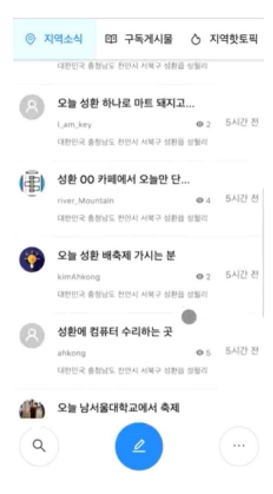 지역소식 구독게시물 지역핫토픽
대한민국 충청남도 천안시 서북구 성환읍 성월리
오늘 성환 하나로 마트 돼지고...
i_am_key 2 5시간 전
대한민국 충청남도 천안시 서북구 성환읍 성월리
성환 OO 카페에서 오늘만 단...
river_Mountain 4 5시간 전
대한민국 충청남도 천안시 서북구 성환읍 성월리
오늘 성환 배축제 가시는 분
kimAhkong 2 5시간 전
대한민국 충청남도 천안시 서북구 성환읍 성월리
성환에 컴퓨터 수리하는 곳
ahkong 5 5시간 전
대한민국 충청남도 천안시 서북구 성환읍 성월리
오늘 남서울대학교에서 축제